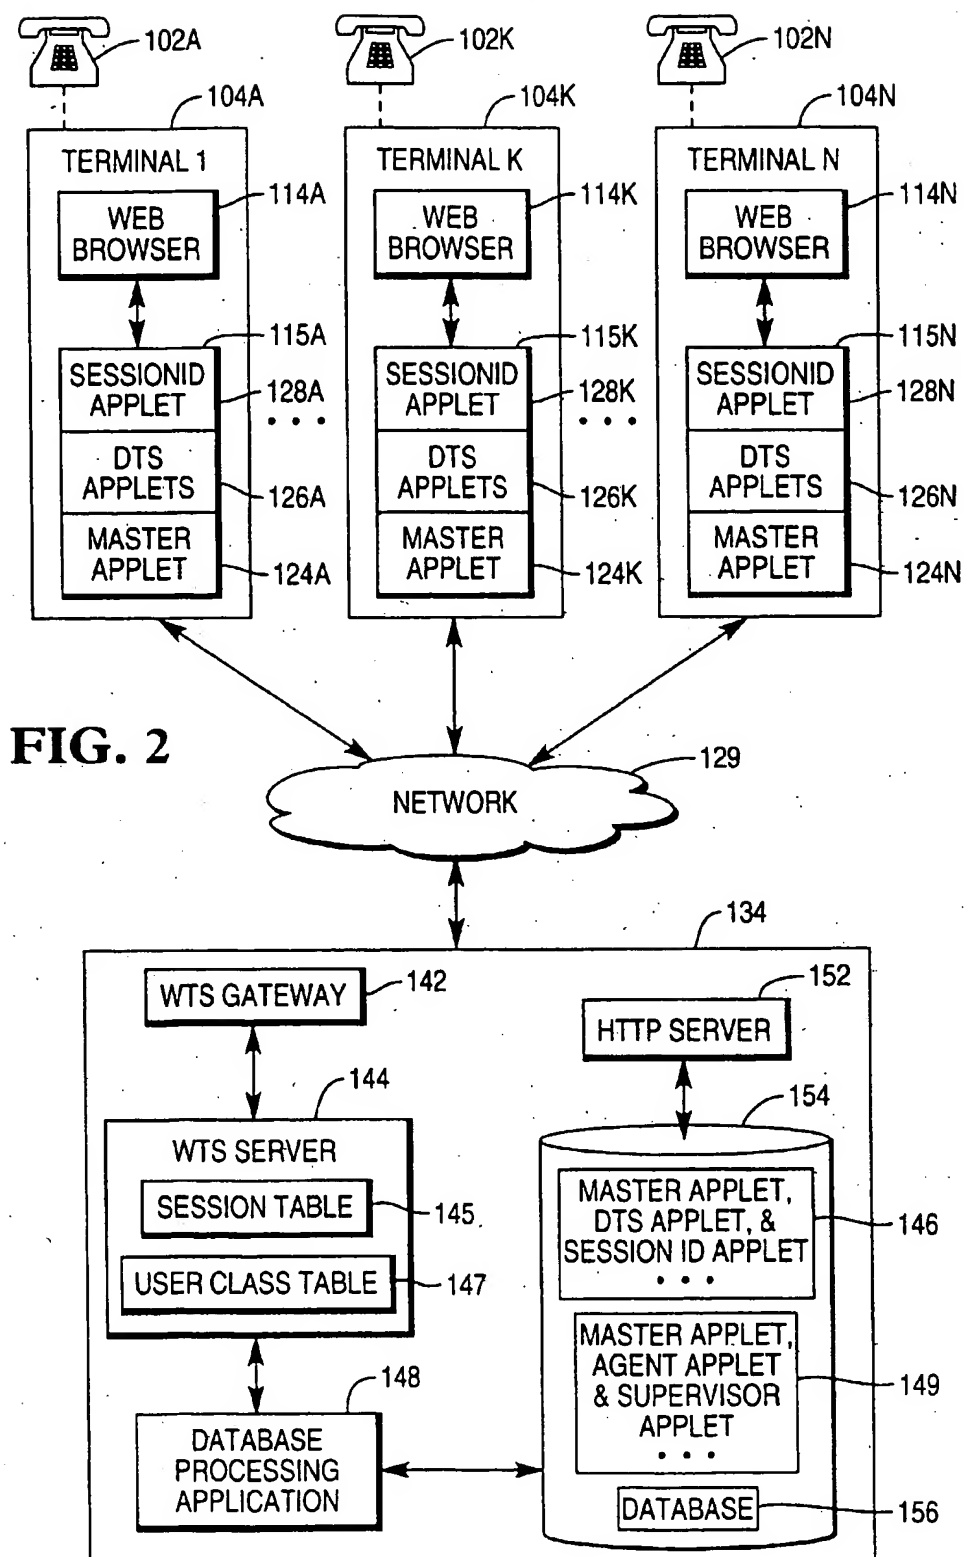 102A
102K
102N
104A
104K
104N
TERMINAL 1
TERMINAL K
TERMINAL N
114A
114K
114N
WEB
BROWSER
WEB
BROWSER
WEB
BROWSER
115A
115K
115N
SESSIONID
APPLET
SESSIONID
APPLET
SESSIONID
APPLET
128A
128K
128N
• • •
• • •
DTS
APPLETS
DTS
APPLETS
DTS
APPLETS
126A
126K
126N
MASTER
APPLET
MASTER
APPLET
MASTER
APPLET
124A
124K
124N
FIG. 2
129
NETWORK
134
WTS GATEWAY
142
152
HTTP SERVER
144
154
WTS SERVER
SESSION TABLE
145
USER CLASS TABLE
147
MASTER APPLET,
DTS APPLET, &
SESSION ID APPLET
• • •
146
MASTER APPLET,
AGENT APPLET
& SUPERVISOR
APPLET
• • •
149
148
DATABASE
PROCESSING
APPLICATION
DATABASE
156